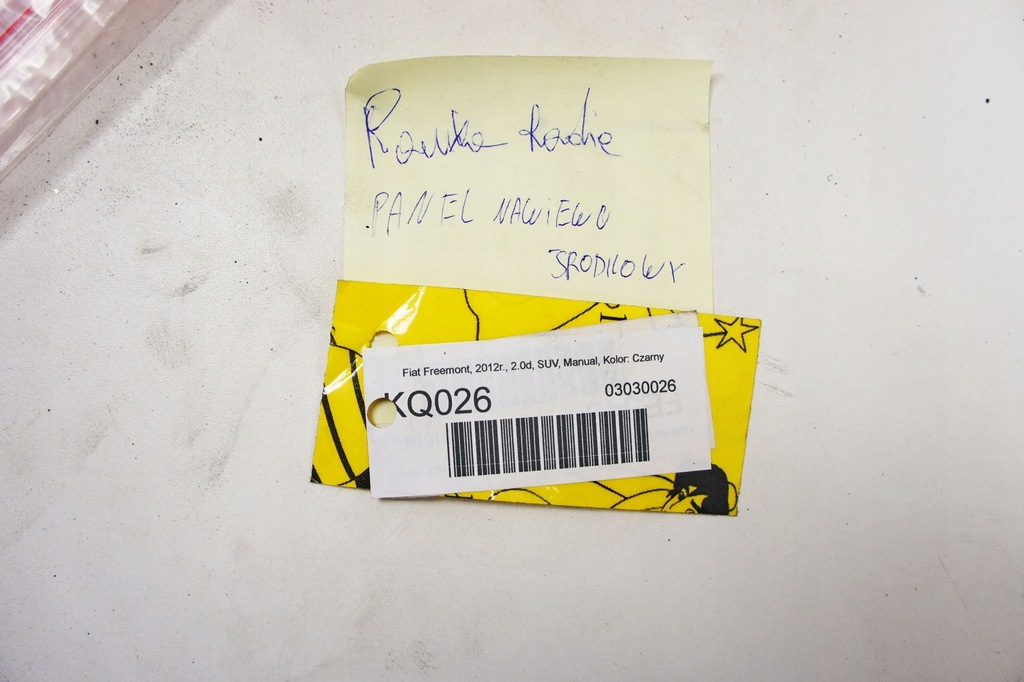 Ramka Radia
PANEL NAWIEWU
ŚRODKOWY
Fiat Freemont, 2012r., 2.0d, SUV, Manual, Kolor: Czarny
KQ026
03030026